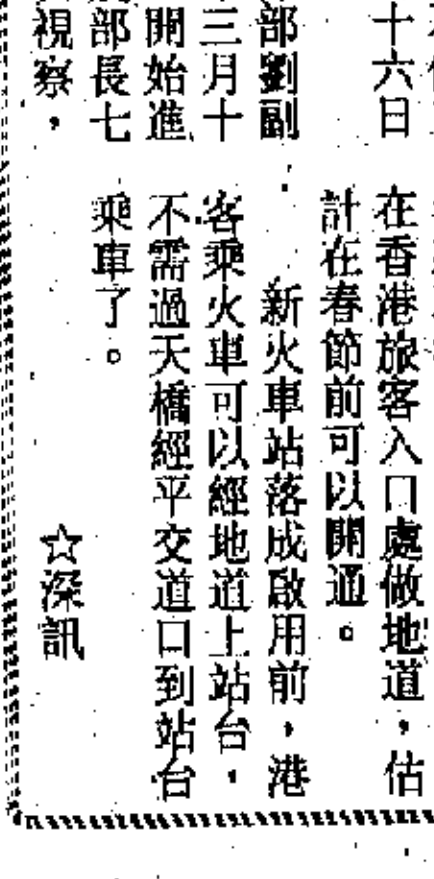 十六日
部劉副
三月十
開始進
部長七
視察，
在香港旅客入口處做地道，估
計在春節前可以開通。
新火車站落成啟用前，港
客乘火車可以經地道上站台，
不需過天橋經平交道口到站台
乘車了。
☆深訊